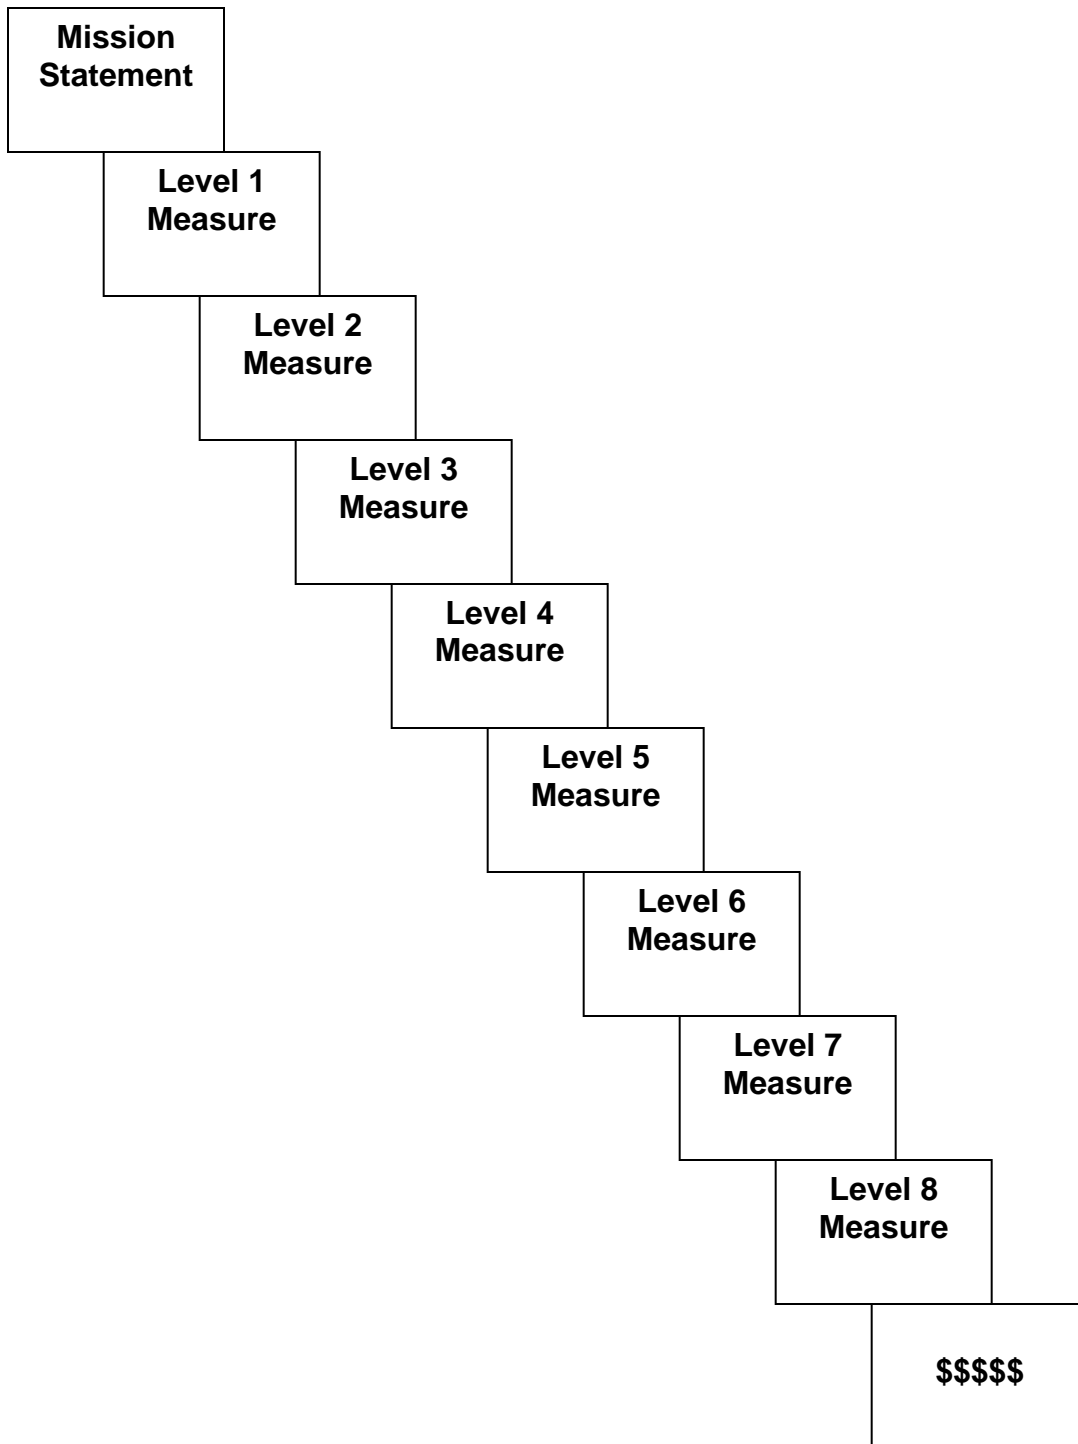 Mission
Statement
Level 1
Measure
Level 2
Measure
Level 3
Measure
Level 4
Measure
Level 5
Measure
Level 6
Measure
Level 7
Measure
Level 8
Measure
$$$$$